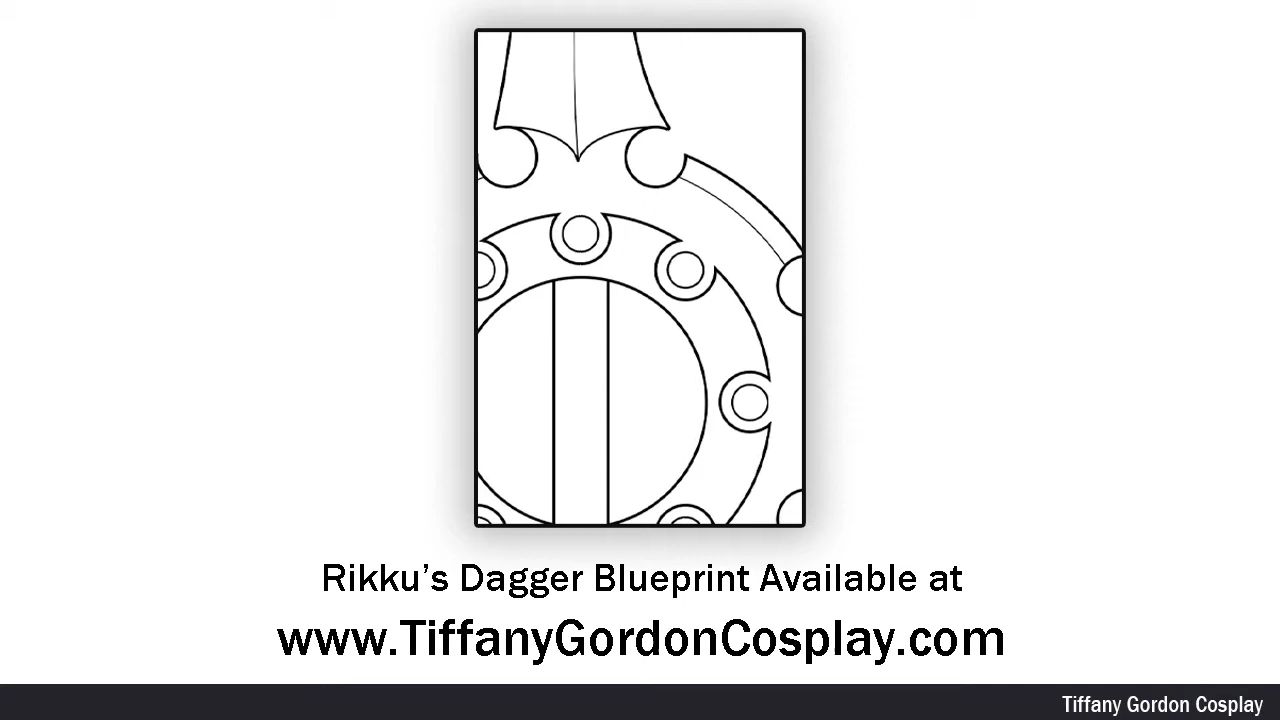 Rikku’s Dagger Blueprint Available at
www.TiffanyGordonCosplay.com
Tiffany Gordon Cosplay